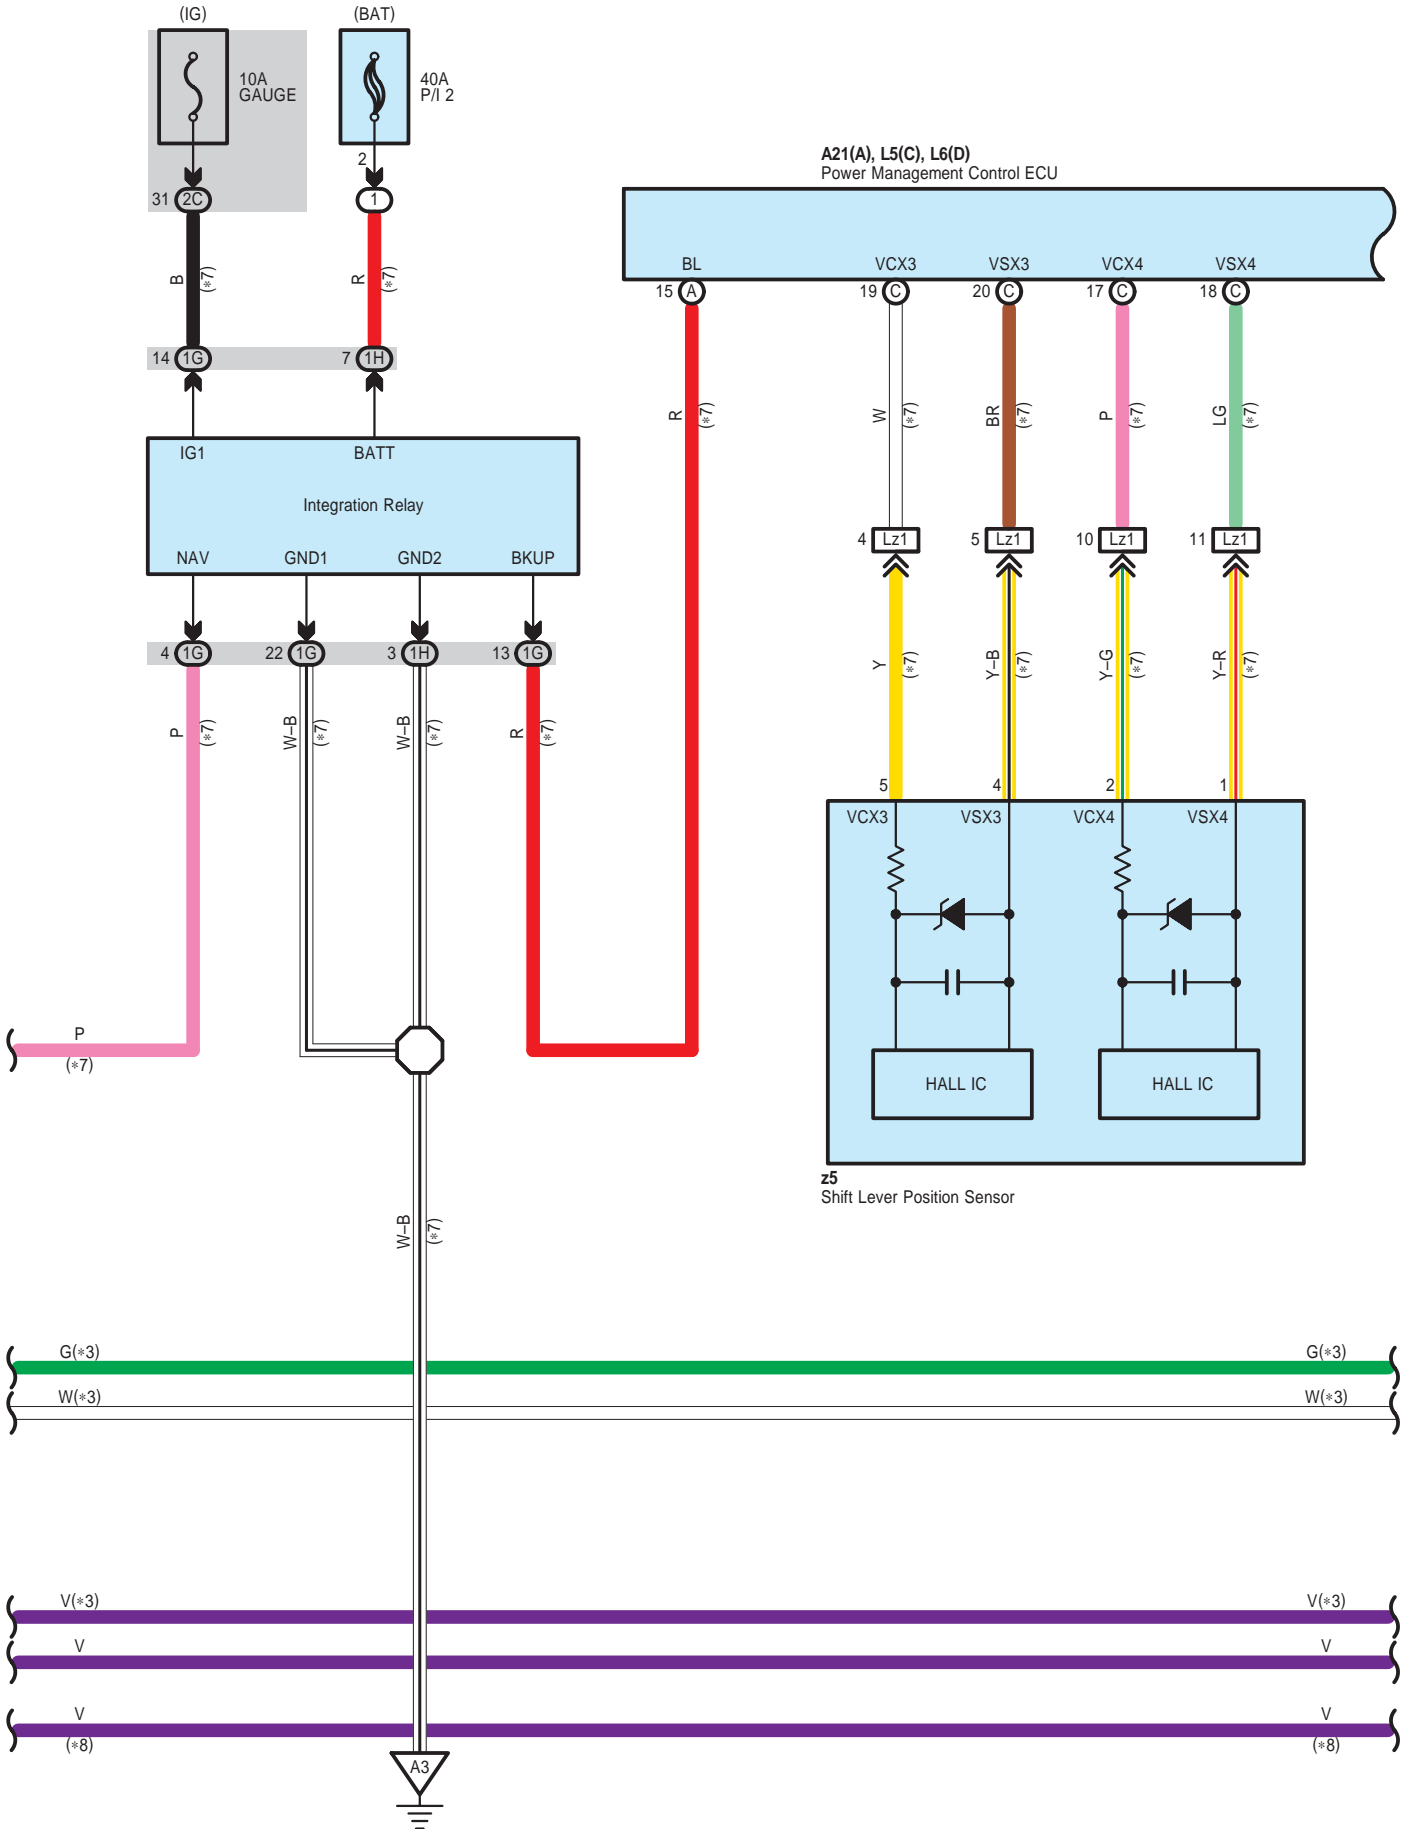 (IG)
(BAT)
10A
GAUGE
40A
P/I 2
2
31 2C
1
B
(*7)
R
(*7)
14 1G
7 1H
IG1
BATT
Integration Relay
NAV
GND1
GND2
BKUP
4 1G
22 1G
3 1H
13 1G
P
(*7)
W–B
(*7)
W–B
(*7)
R
(*7)
P
(*7)
W–B
(*7)
A21(A), L5(C), L6(D)
Power Management Control ECU
BL
VCX3
VSX3
VCX4
VSX4
15 A
19 C
20 C
17 C
18 C
R
(*7)
W
(*7)
BR
(*7)
P
(*7)
LG
(*7)
4 Lz1
5 Lz1
10 Lz1
11 Lz1
Y
(*7)
Y–B
(*7)
Y–G
(*7)
Y–R
(*7)
5
4
2
1
VCX3
VSX3
VCX4
VSX4
HALL IC
HALL IC
z5
Shift Lever Position Sensor
G(*3)
G(*3)
W(*3)
W(*3)
V(*3)
V(*3)
V
V
V
(*8)
V
(*8)
A3